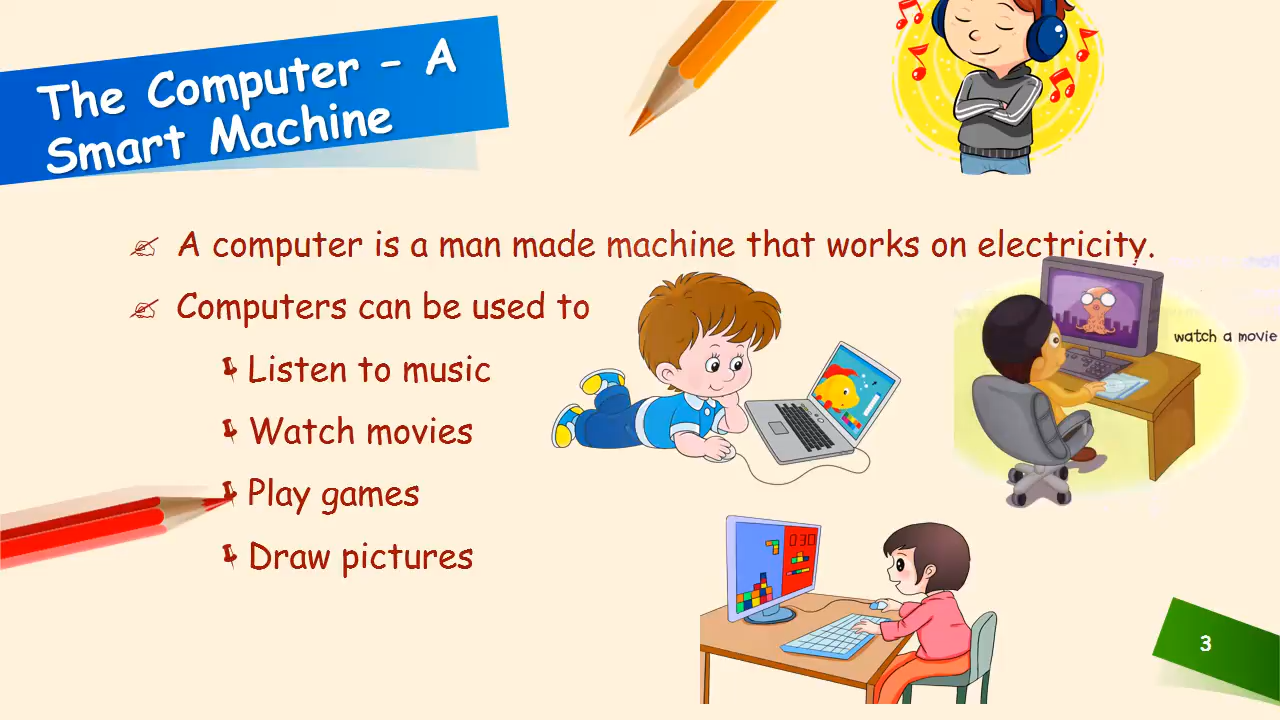 The Computer – A
Smart Machine
A computer is a man made machine that works on electricity.
Computers can be used to
Listen to music
Watch movies
watch a movie
Play games
Draw pictures
030
3